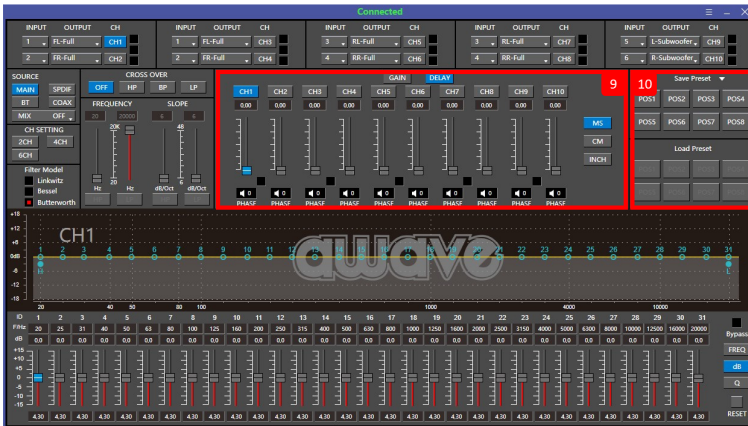 Connected
INPUT OUTPUT CH INPUT OUTPUT CH INPUT OUTPUT CH INPUT OUTPUT CH INPUT OUTPUT CH
1 FL-Full CH1 1 FL-Full CH3 3 RL-Full CH5 3 RL-Full CH7 5 L-Subwoofer CH9
2 FR-Full CH2 2 FR-Full CH4 4 RR-Full CH6 4 RR-Full CH8 6 R-Subwoofer CH10
SOURCE
MAIN SPDIF
BT COAX
MIX OFF
CH SETTING
2CH 4CH
6CH
Filter Model
Linkwitz
Bessel
Butterworth
CROSS OVER
OFF HP BP LP
FREQUENCY SLOPE
20 20000 6 6
20K 48
20 6
Hz Hz dB/Oct dB/Oct
GAIN DELAY
9
CH1 CH2 CH3 CH4 CH5 CH6 CH7 CH8 CH9 CH10
0,00 0,00 0,00 0,00 0,00 0,00 0,00 0,00 0,00 0,00
MS
CM
INCH
0 0 0 0 0 0 0 0
PHASE PHASE PHASE PHASE PHASE PHASE PHASE PHASE
10
Save Preset
POS1 POS2 POS3 POS4
POS5 POS6 POS7 POS8
Load Preset
+18
+12
+6
0dB
-6
-12
-18
CH1
1 2 3 4 5 6 7 8 9 10 11 12 13 14 15 16 17 18 19 20 21 22 23 24 25 26 27 28 29 30 31
H L
awave
20 40 50 80 100 1000 4000 10000
ID 1 2 3 4 5 6 7 8 9 10 11 12 13 14 15 16 17 18 19 20 21 22 23 24 25 26 27 28 29 30 31
F/Hz 20 25 31 40 50 63 80 100 125 160 200 250 315 400 500 630 800 1000 1250 1600 2000 2500 3150 4000 5000 6300 8000 10000 12500 16000 20000
dB 0,0 0,0 0,0 0,0 0,0 0,0 0,0 0,0 0,0 0,0 0,0 0,0 0,0 0,0 0,0 0,0 0,0 0,0 0,0 0,0 0,0 0,0 0,0 0,0 0,0 0,0 0,0 0,0 0,0 0,0 0,0
+15
+10
+5
0
-5
-10
-15
4,30 4,30 4,30 4,30 4,30 4,30 4,30 4,30 4,30 4,30 4,30 4,30 4,30 4,30 4,30 4,30 4,30 4,30 4,30 4,30 4,30 4,30 4,30 4,30 4,30 4,30 4,30 4,30 4,30 4,30 4,30
Bypass
FREQ
dB
Q
RESET